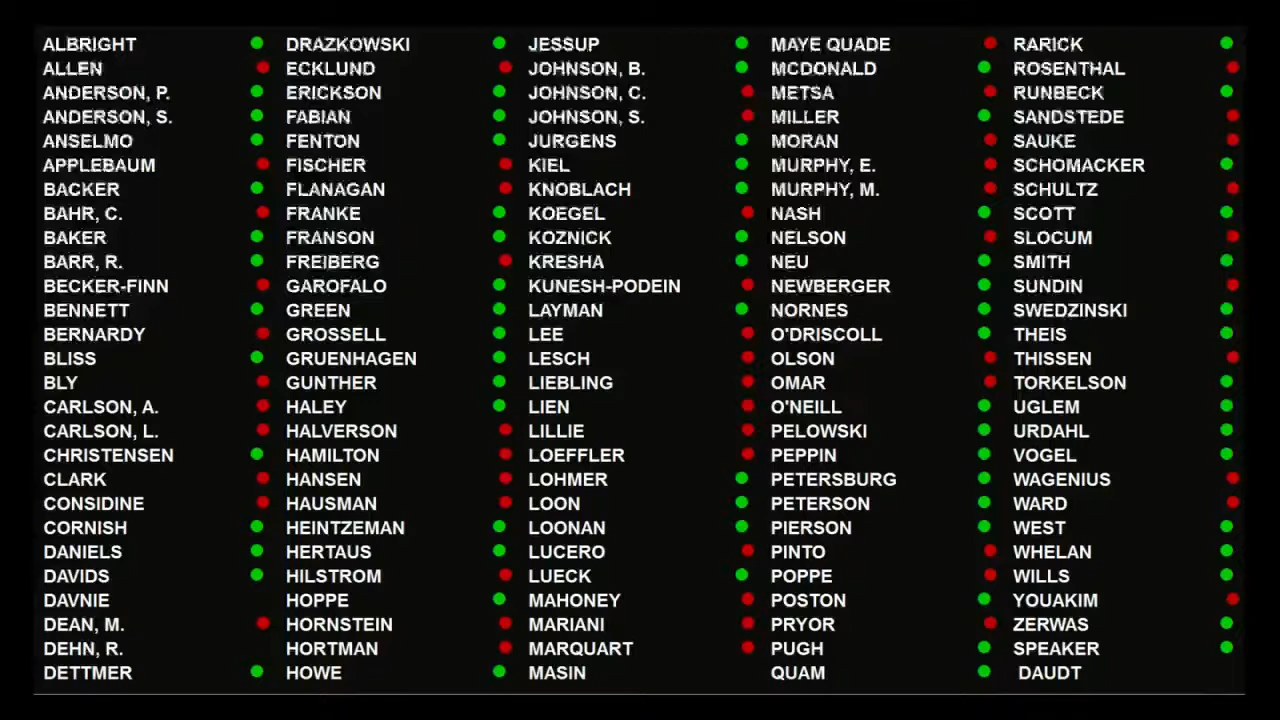 ALBRIGHT
ALLEN
ANDERSON, P.
ANDERSON, S.
ANSELMO
APPLEBAUM
BACKER
BAHR, C.
BAKER
BARR, R.
BECKER-FINN
BENNETT
BERNARDY
BLISS
BLY
CARLSON, A.
CARLSON, L.
CHRISTENSEN
CLARK
CONSIDINE
CORNISH
DANIELS
DAVIDS
DAVNIE
DEAN, M.
DEHN, R.
DETTMER
DRAZKOWSKI
ECKLUND
ERICKSON
FABIAN
FENTON
FISCHER
FLANAGAN
FRANKE
FRANSON
FREIBERG
GAROFALO
GREEN
GROSSELL
GRUENHAGEN
GUNTHER
HALEY
HALVERSON
HAMILTON
HANSEN
HAUSMAN
HEINTZEMAN
HERTAUS
HILSTROM
HOPPE
HORNSTEIN
HORTMAN
HOWE
JESSUP
JOHNSON, B.
JOHNSON, C.
JOHNSON, S.
JURGENS
KIEL
KNOBLACH
KOEGEL
KOZNICK
KRESHA
KUNESH-PODEIN
LAYMAN
LEE
LESCH
LIEBLING
LIEN
LILLIE
LOEFFLER
LOHMER
LOON
LOONAN
LUCERO
LUECK
MAHONEY
MARIANI
MARQUART
MASIN
MAYE QUADE
MCDONALD
METSA
MILLER
MORAN
MURPHY, E.
MURPHY, M.
NASH
NELSON
NEU
NEWBERGER
NORNES
O'DRISCOLL
OLSON
OMAR
O'NEILL
PELOWSKI
PEPPIN
PETERSBURG
PETERSON
PIERSON
PINTO
POPPE
POSTON
PRYOR
PUGH
QUAM
RARICK
ROSENTHAL
RUNBECK
SANDSTEDE
SAUKE
SCHOMACKER
SCHULTZ
SCOTT
SLOCUM
SMITH
SUNDIN
SWEDZINSKI
THEIS
THISSEN
TORKELSON
UGLEM
URDAHL
VOGEL
WAGENIUS
WARD
WEST
WHELAN
WILLS
YOUAKIM
ZERWAS
SPEAKER
DAUDT